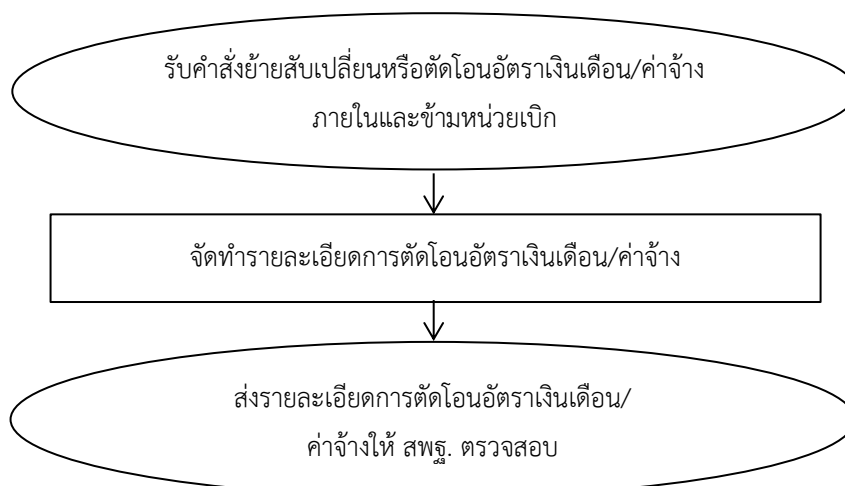 รับคำสั่งย้ายสับเปลี่ยนหรือตัดโอนอัตราเงินเดือน/ค่าจ้าง
ภายในและข้ามหน่วยเบิก
จัดทำรายละเอียดการตัดโอนอัตราเงินเดือน/ค่าจ้าง
ส่งรายละเอียดการตัดโอนอัตราเงินเดือน/
ค่าจ้างให้ สพฐ. ตรวจสอบ